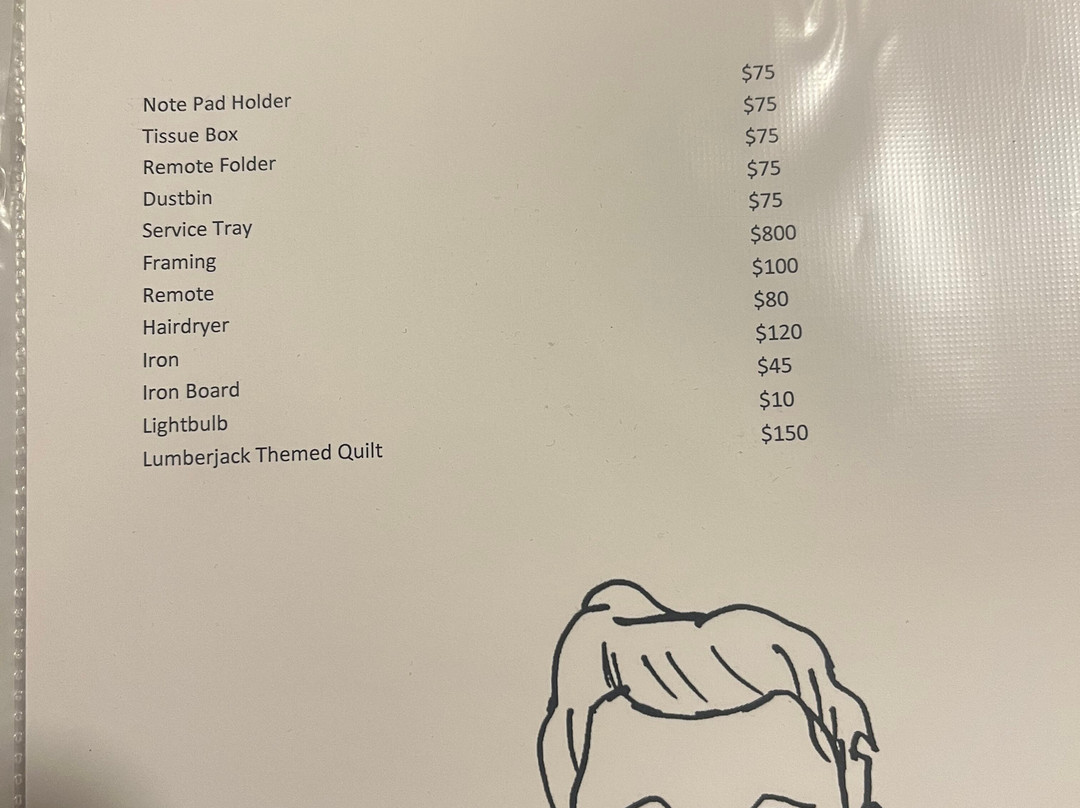 Note Pad Holder $75
Tissue Box $75
Remote Folder $75
Dustbin $75
Service Tray $75
Framing $800
Remote $100
Hairdryer $80
Iron $120
Iron Board $45
Lightbulb $10
Lumberjack Themed Quilt $150